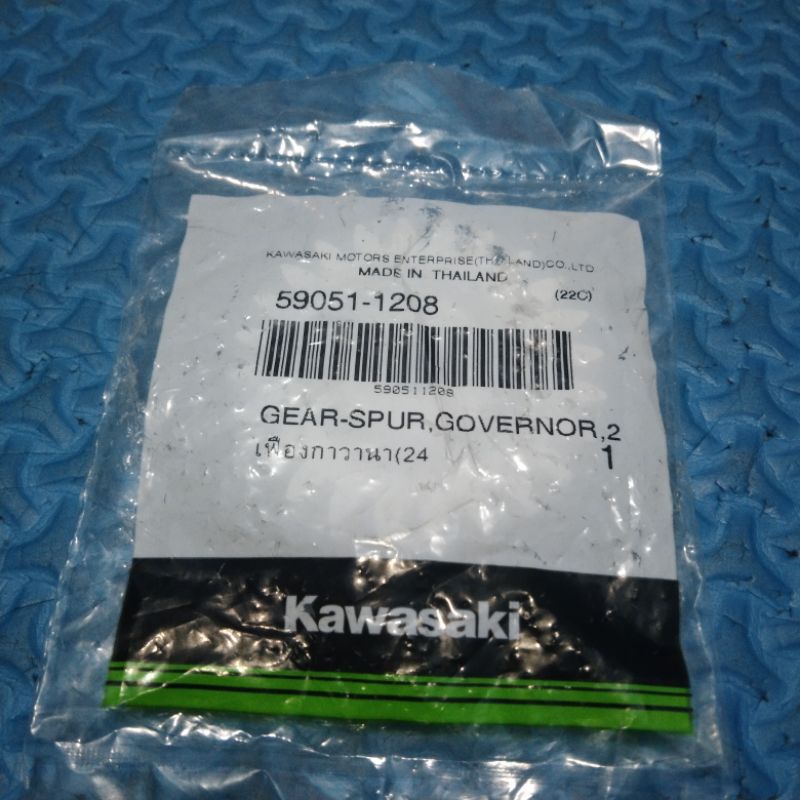 KAWASAKI MOTORS ENTERPRISE(THAILAND)CO.,LTD
MADE IN THAILAND
59051-1208
(22C)
590511208
GEAR-SPUR,GOVERNOR,2
เฟืองกาวานา(24
1
Kawasaki